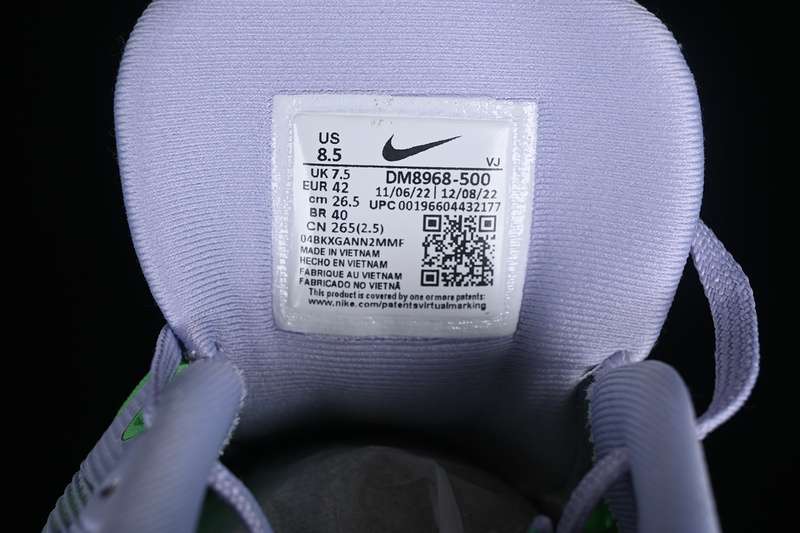 US
8.5
VJ
UK 7.5
EUR 42
cm 26.5
BR 40
CN 265(2.5)
DM8968-500
11/06/22 | 12/08/22
UPC 00196604432177
04BKXGANN2MMF
MADE IN VIETNAM
HECHO EN VIETNAM
FABRIQUE AU VIETNAM
FABRICADO NO VIETNÃ
This product is covered by one or more patents:
www.nike.com/patentsvirtualmarking